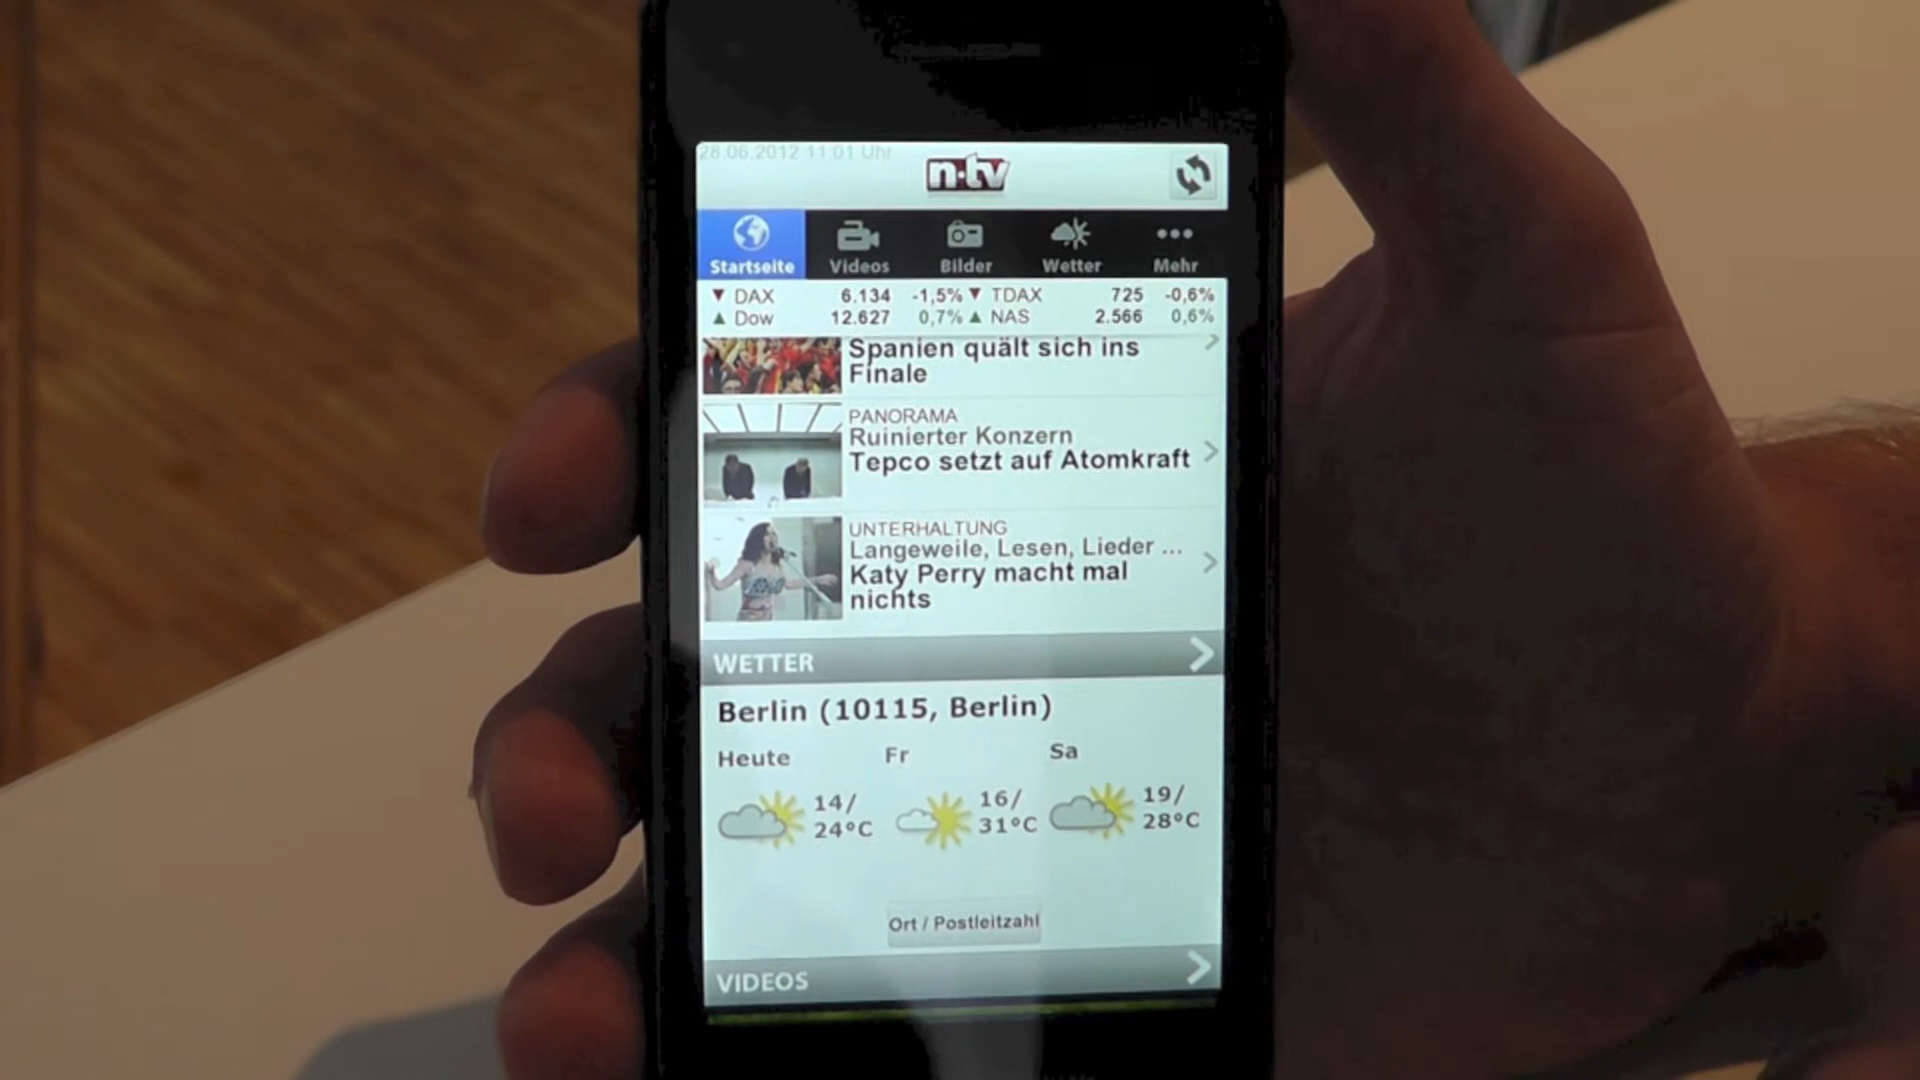 28.06.2012 11:01 Uhr
n-tv
Startseite Videos Bilder Wetter Mehr
▼ DAX 6.134 -1,5% ▼ TDAX 725 -0,6%
▲ Dow 12.627 0,7% ▲ NAS 2.566 0,6%
Spanien quält sich ins
Finale
PANORAMA
Ruinierter Konzern
Tepco setzt auf Atomkraft
UNTERHALTUNG
Langeweile, Lesen, Lieder ...
Katy Perry macht mal
nichts
WETTER
Berlin (10115, Berlin)
Heute Fr Sa
14/ 16/ 19/
24°C 31°C 28°C
Ort / Postleitzahl
VIDEOS